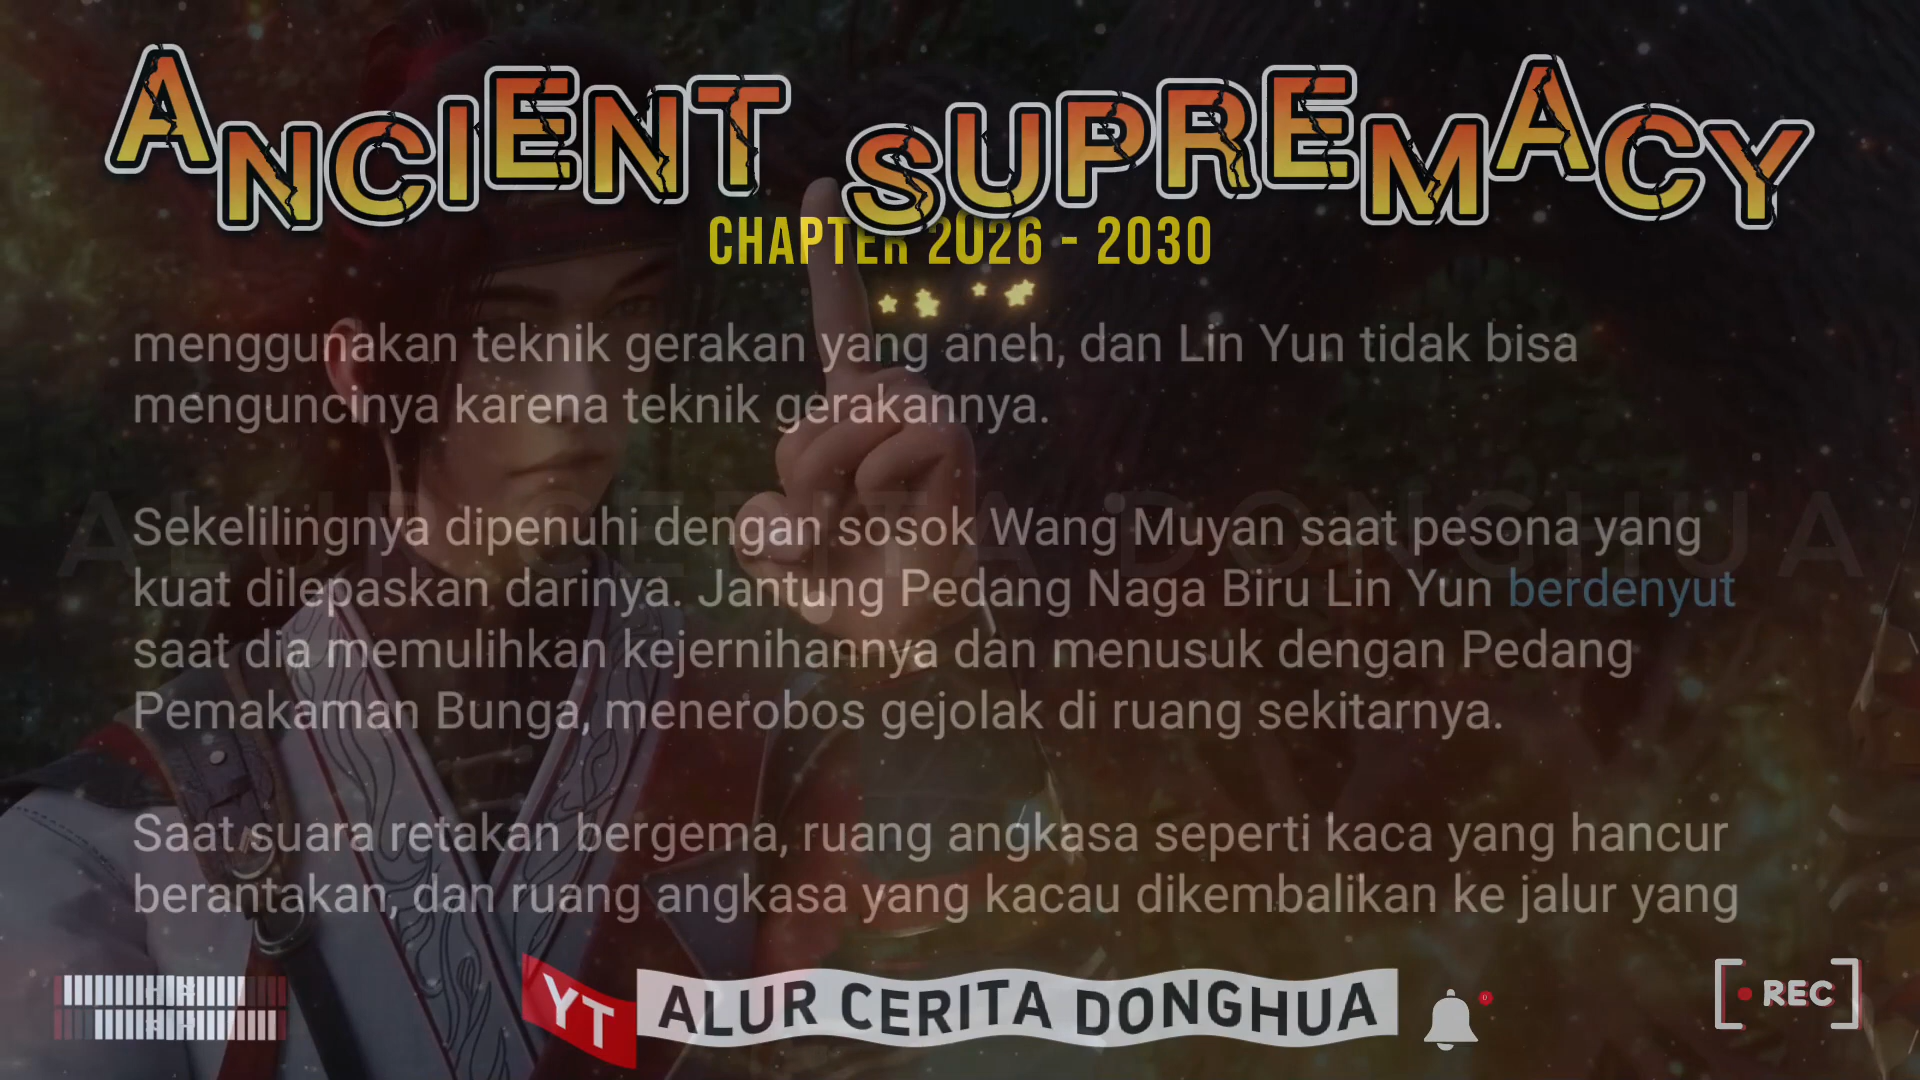 ANCIENT SUPREMACY
CHAPTER 2026 - 2030
menggunakan teknik gerakan yang aneh, dan Lin Yun tidak bisa
menguncinya karena teknik gerakannya.
ALUR CERITA DONGHUA
Sekelilingnya dipenuhi dengan sosok Wang Muyan saat pesona yang
kuat dilepaskan darinya. Jantung Pedang Naga Biru Lin Yun berdenyut
saat dia memulihkan kejernihannya dan menusuk dengan Pedang
Pemakaman Bunga, menerobos gejolak di ruang sekitarnya.
Saat suara retakan bergema, ruang angkasa seperti kaca yang hancur
berantakan, dan ruang angkasa yang kacau dikembalikan ke jalur yang
YT ALUR CERITA DONGHUA
REC